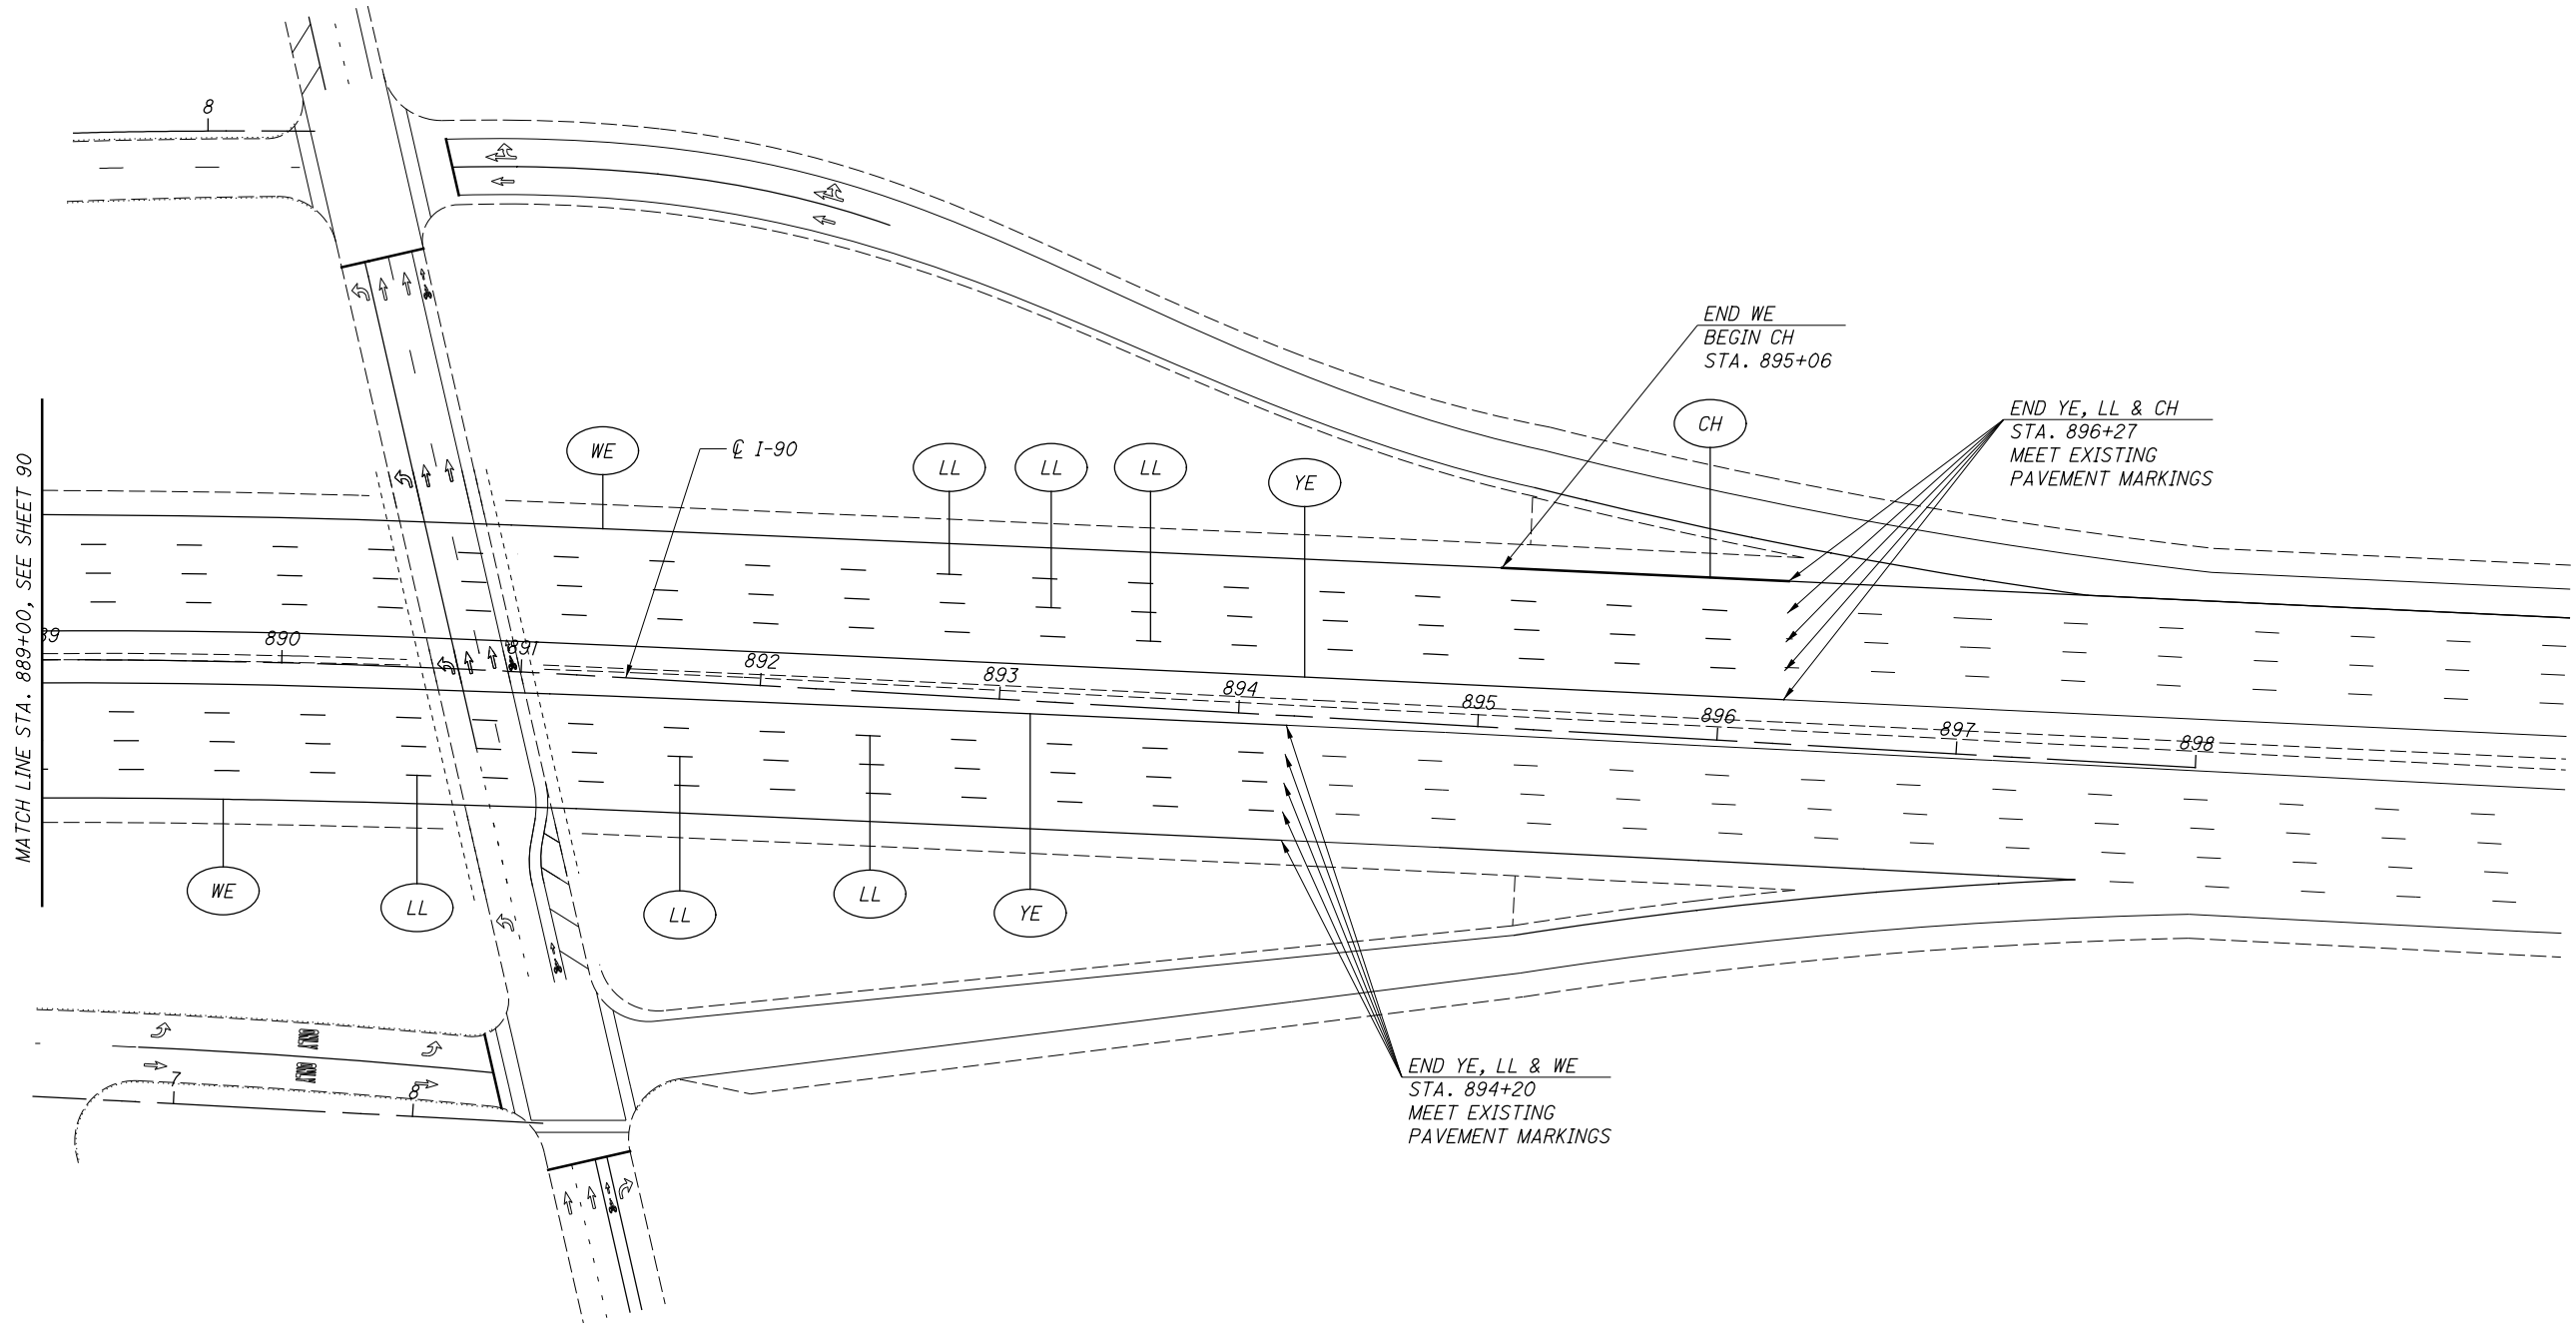 8
END WE
BEGIN CH
STA. 895+06
END YE, LL & CH
STA. 896+27
MEET EXISTING
PAVEMENT MARKINGS
CH
WE
℄ I-90
LL
LL
LL
YE
MATCH LINE STA. 889+00, SEE SHEET 90
890
891
892
893
894
895
896
897
898
WE
LL
LL
LL
YE
ONLY
ONLY
7
8
END YE, LL & WE
STA. 894+20
MEET EXISTING
PAVEMENT MARKINGS